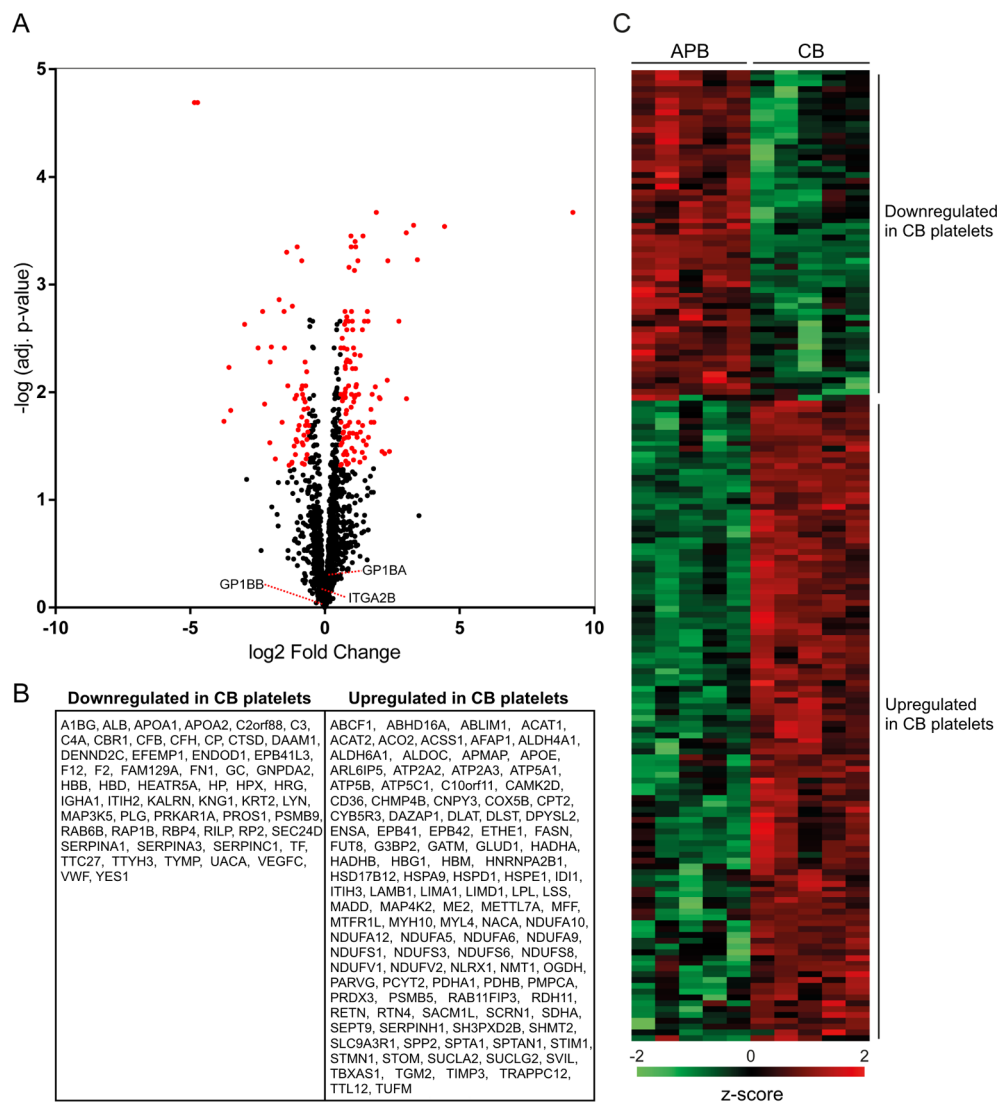 A
5
4
3
2
1
0
-log (adj. p-value)
GP1BA
GP1BB
ITGA2B
-10
-5
0
5
10
log2 Fold Change
B
Downregulated in CB platelets
A1BG, ALB, APOA1, APOA2, C2orf88, C3,
C4A, CBR1, CFB, CFH, CP, CTSD, DAAM1,
DENND2C, EFEMP1, ENDOD1, EPB41L3,
F12, F2, FAM129A, FN1, GC, GNPDA2,
HBB, HBD, HEATR5A, HP, HPX, HRG,
IGHA1, ITIH2, KALRN, KNG1, KRT2, LYN,
MAP3K5, PLG, PRKAR1A, PROS1, PSMB9,
RAB6B, RAP1B, RBP4, RILP, RP2, SEC24D
SERPINA1, SERPINA3, SERPINC1, TF,
TTC27, TTYH3, TYMP, UACA, VEGFC,
VWF, YES1
Upregulated in CB platelets
ABCF1, ABHD16A, ABLIM1, ACAT1,
ACAT2, ACO2, ACSS1, AFAP1, ALDH4A1,
ALDH6A1, ALDOC, APMAP, APOE,
ARL6IP5, ATP2A2, ATP2A3, ATP5A1,
ATP5B, ATP5C1, C10orf11, CAMK2D,
CD36, CHMP4B, CNPY3, COX5B, CPT2,
CYB5R3, DAZAP1, DLAT, DLST, DPYSL2,
ENSA, EPB41, EPB42, ETHE1, FASN,
FUT8, G3BP2, GATM, GLUD1, HADHA,
HADHB, HBG1, HBM, HNRNPA2B1,
HSD17B12, HSPA9, HSPD1, HSPE1, IDI1,
ITIH3, LAMB1, LIMA1, LIMD1, LPL, LSS,
MADD, MAP4K2, ME2, METTL7A, MFF,
MTFR1L, MYH10, MYL4, NACA, NDUFA10,
NDUFA12, NDUFA5, NDUFA6, NDUFA9,
NDUFS1, NDUFS3, NDUFS6, NDUFS8,
NDUFV1, NDUFV2, NLRX1, NMT1, OGDH,
PARVG, PCYT2, PDHA1, PDHB, PMPCA,
PRDX3, PSMB5, RAB11FIP3, RDH11,
RETN, RTN4, SACM1L, SCRN1, SDHA,
SEPT9, SERPINH1, SH3PXD2B, SHMT2,
SLC9A3R1, SPP2, SPTA1, SPTAN1, STIM1,
STMN1, STOM, SUCLA2, SUCLG2, SVIL,
TBXAS1, TGM2, TIMP3, TRAPPC12,
TTL12, TUFM
C
APB
CB
Downregulated
in CB platelets
Upregulated
in CB platelets
-2
0
2
z-score